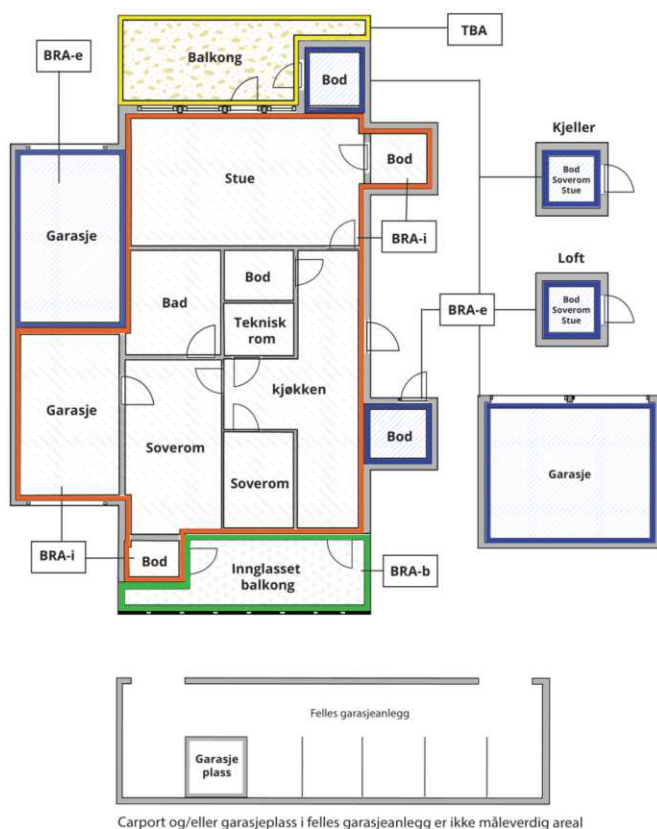 TBA
BRA-e
Balkong
Bod
Kjeller
Bod
Soverom
Stue
Bod
Stue
Garasje
BRA-i
Loft
Bod
Bad
Bod
Soverom
Stue
BRA-e
Teknisk
rom
Garasje
kjøkken
Bod
Soverom
Garasje
Soverom
BRA-i
Bod
Innglasset
balkong
BRA-b
Felles garasjeanlegg
Garasje
plass
Carport og/eller garasjeplass i felles garasjeanlegg er ikke måleverdig areal